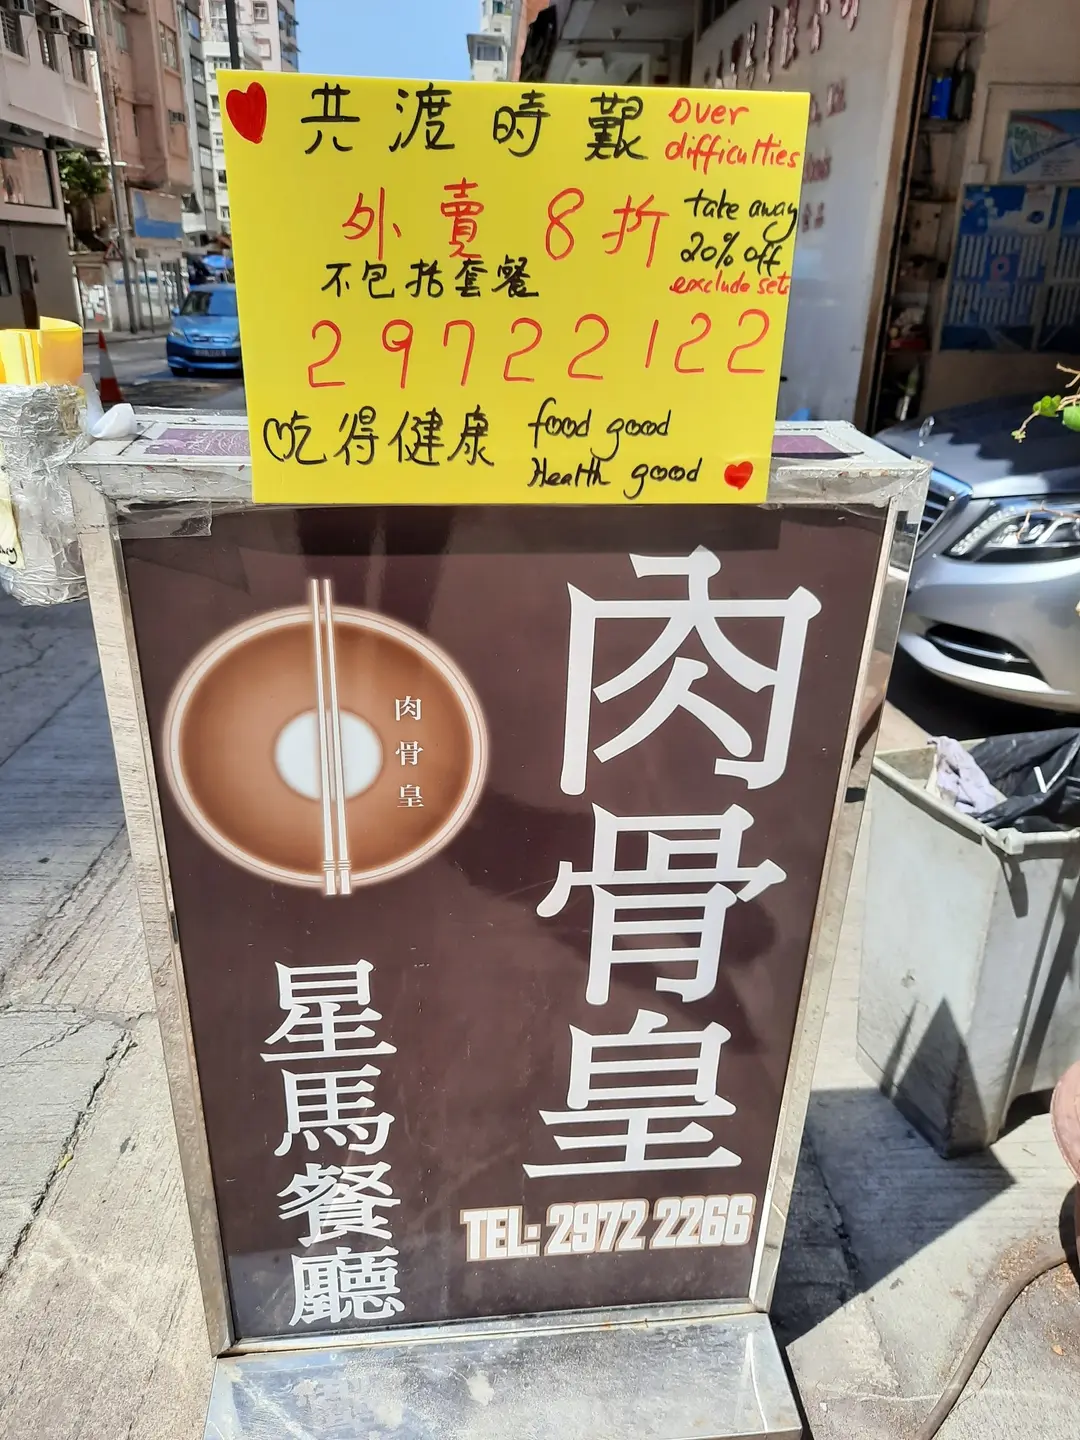 共渡時艱
over
difficulties
外賣 8折
take away
20% off
不包括套餐
exclude sets
29722122
吃得健康
food good
Health good
肉骨皇
肉骨皇
星馬餐廳
TEL: 2972 2266